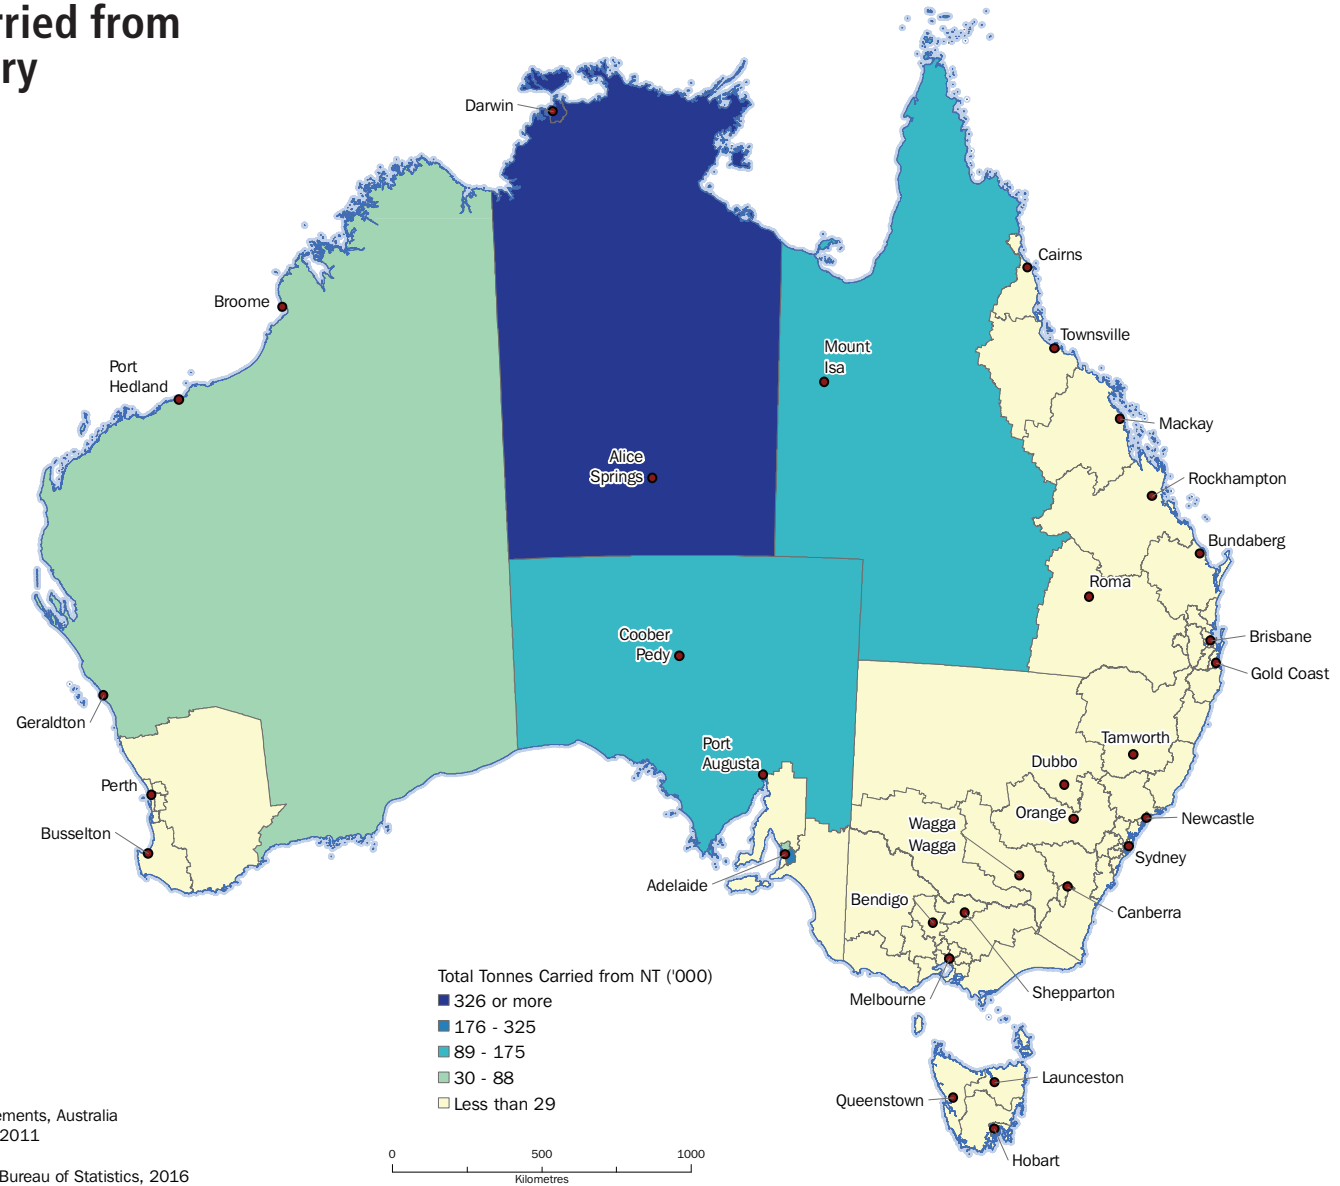 rried from
ry
Darwin
Cairns
Broome
Townsville
Mount
Isa
Port
Hedland
Mackay
Alice
Springs
Rockhampton
Bundaberg
Roma
Coober
Pedy
Brisbane
Gold Coast
Geraldton
Port
Augusta
Tamworth
Dubbo
Perth
Orange
Newcastle
Wagga
Wagga
Busselton
Sydney
Adelaide
Bendigo
Canberra
Melbourne
Shepparton
Total Tonnes Carried from NT ('000)
326 or more
176 - 325
89 - 175
30 - 88
Less than 29
Launceston
Queenstown
Hobart
ements, Australia
2011
Bureau of Statistics, 2016
0 500 1000
Kilometres